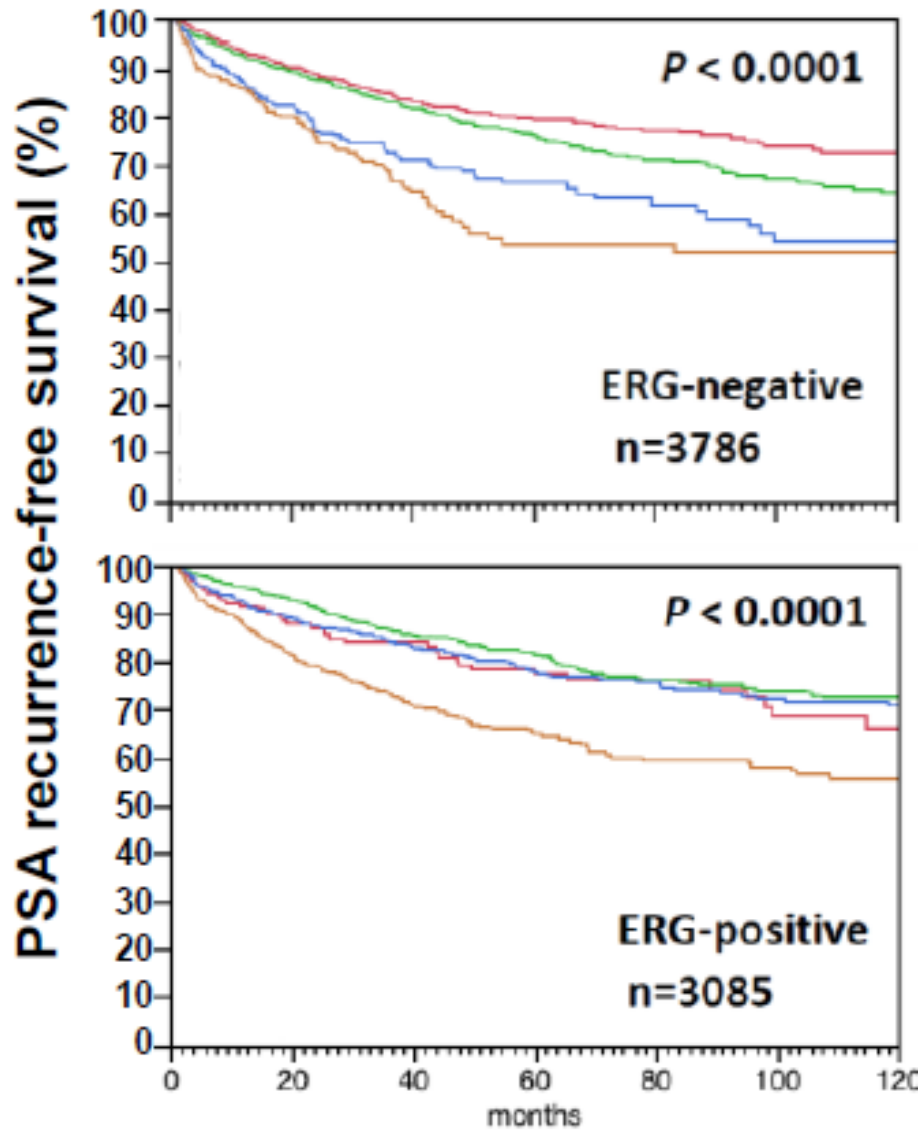 PSA recurrence-free survival (%)
100
90
80
70
60
50
40
30
20
10
0
P < 0.0001
ERG-negative
n=3786
100
90
80
70
60
50
40
30
20
10
0
P < 0.0001
ERG-positive
n=3085
0 20 40 60 80 100 120
months